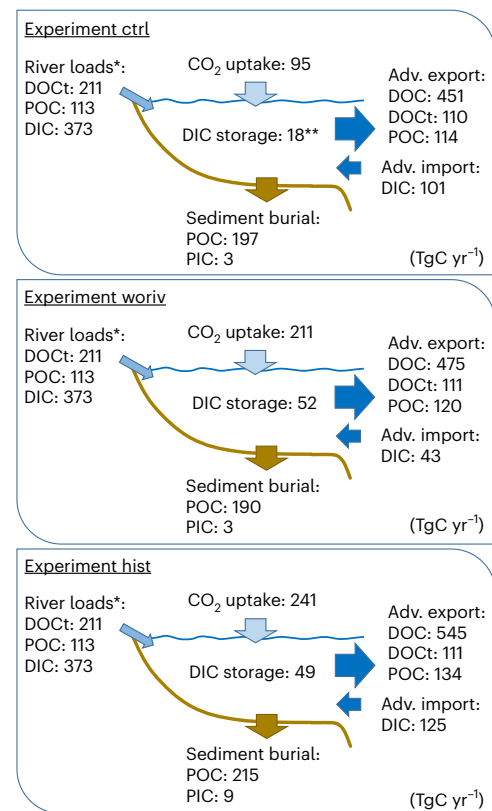 Experiment ctrl
River loads*:
DOCt: 211
POC: 113
DIC: 373
CO₂ uptake: 95
DIC storage: 18**
Adv. export:
DOC: 451
DOCt: 110
POC: 114
Adv. import:
DIC: 101
Sediment burial:
POC: 197
PIC: 3
(TgC yr⁻¹)
Experiment woriv
River loads*:
DOCt: 211
POC: 113
DIC: 373
CO₂ uptake: 211
DIC storage: 52
Adv. export:
DOC: 475
DOCt: 111
POC: 120
Adv. import:
DIC: 43
Sediment burial:
POC: 190
PIC: 3
(TgC yr⁻¹)
Experiment hist
River loads*:
DOCt: 211
POC: 113
DIC: 373
CO₂ uptake: 241
DIC storage: 49
Adv. export:
DOC: 545
DOCt: 111
POC: 134
Adv. import:
DIC: 125
Sediment burial:
POC: 215
PIC: 9
(TgC yr⁻¹)